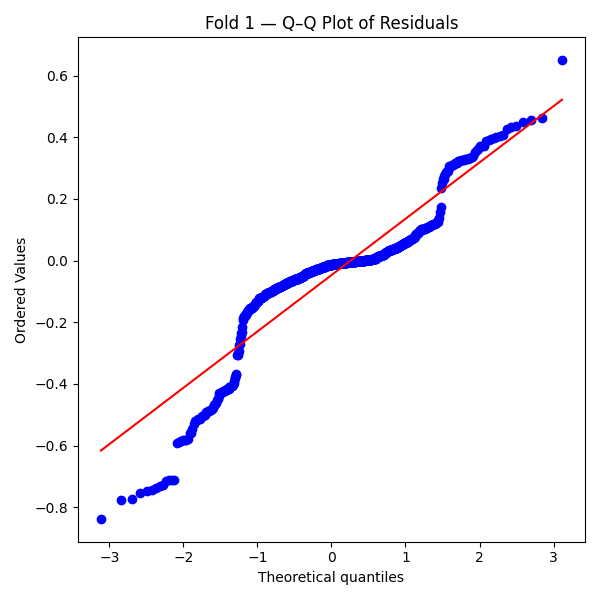 Fold 1 — Q–Q Plot of Residuals
Ordered Values
0.6
0.4
0.2
0.0
−0.2
−0.4
−0.6
−0.8
−3 −2 −1 0 1 2 3
Theoretical quantiles